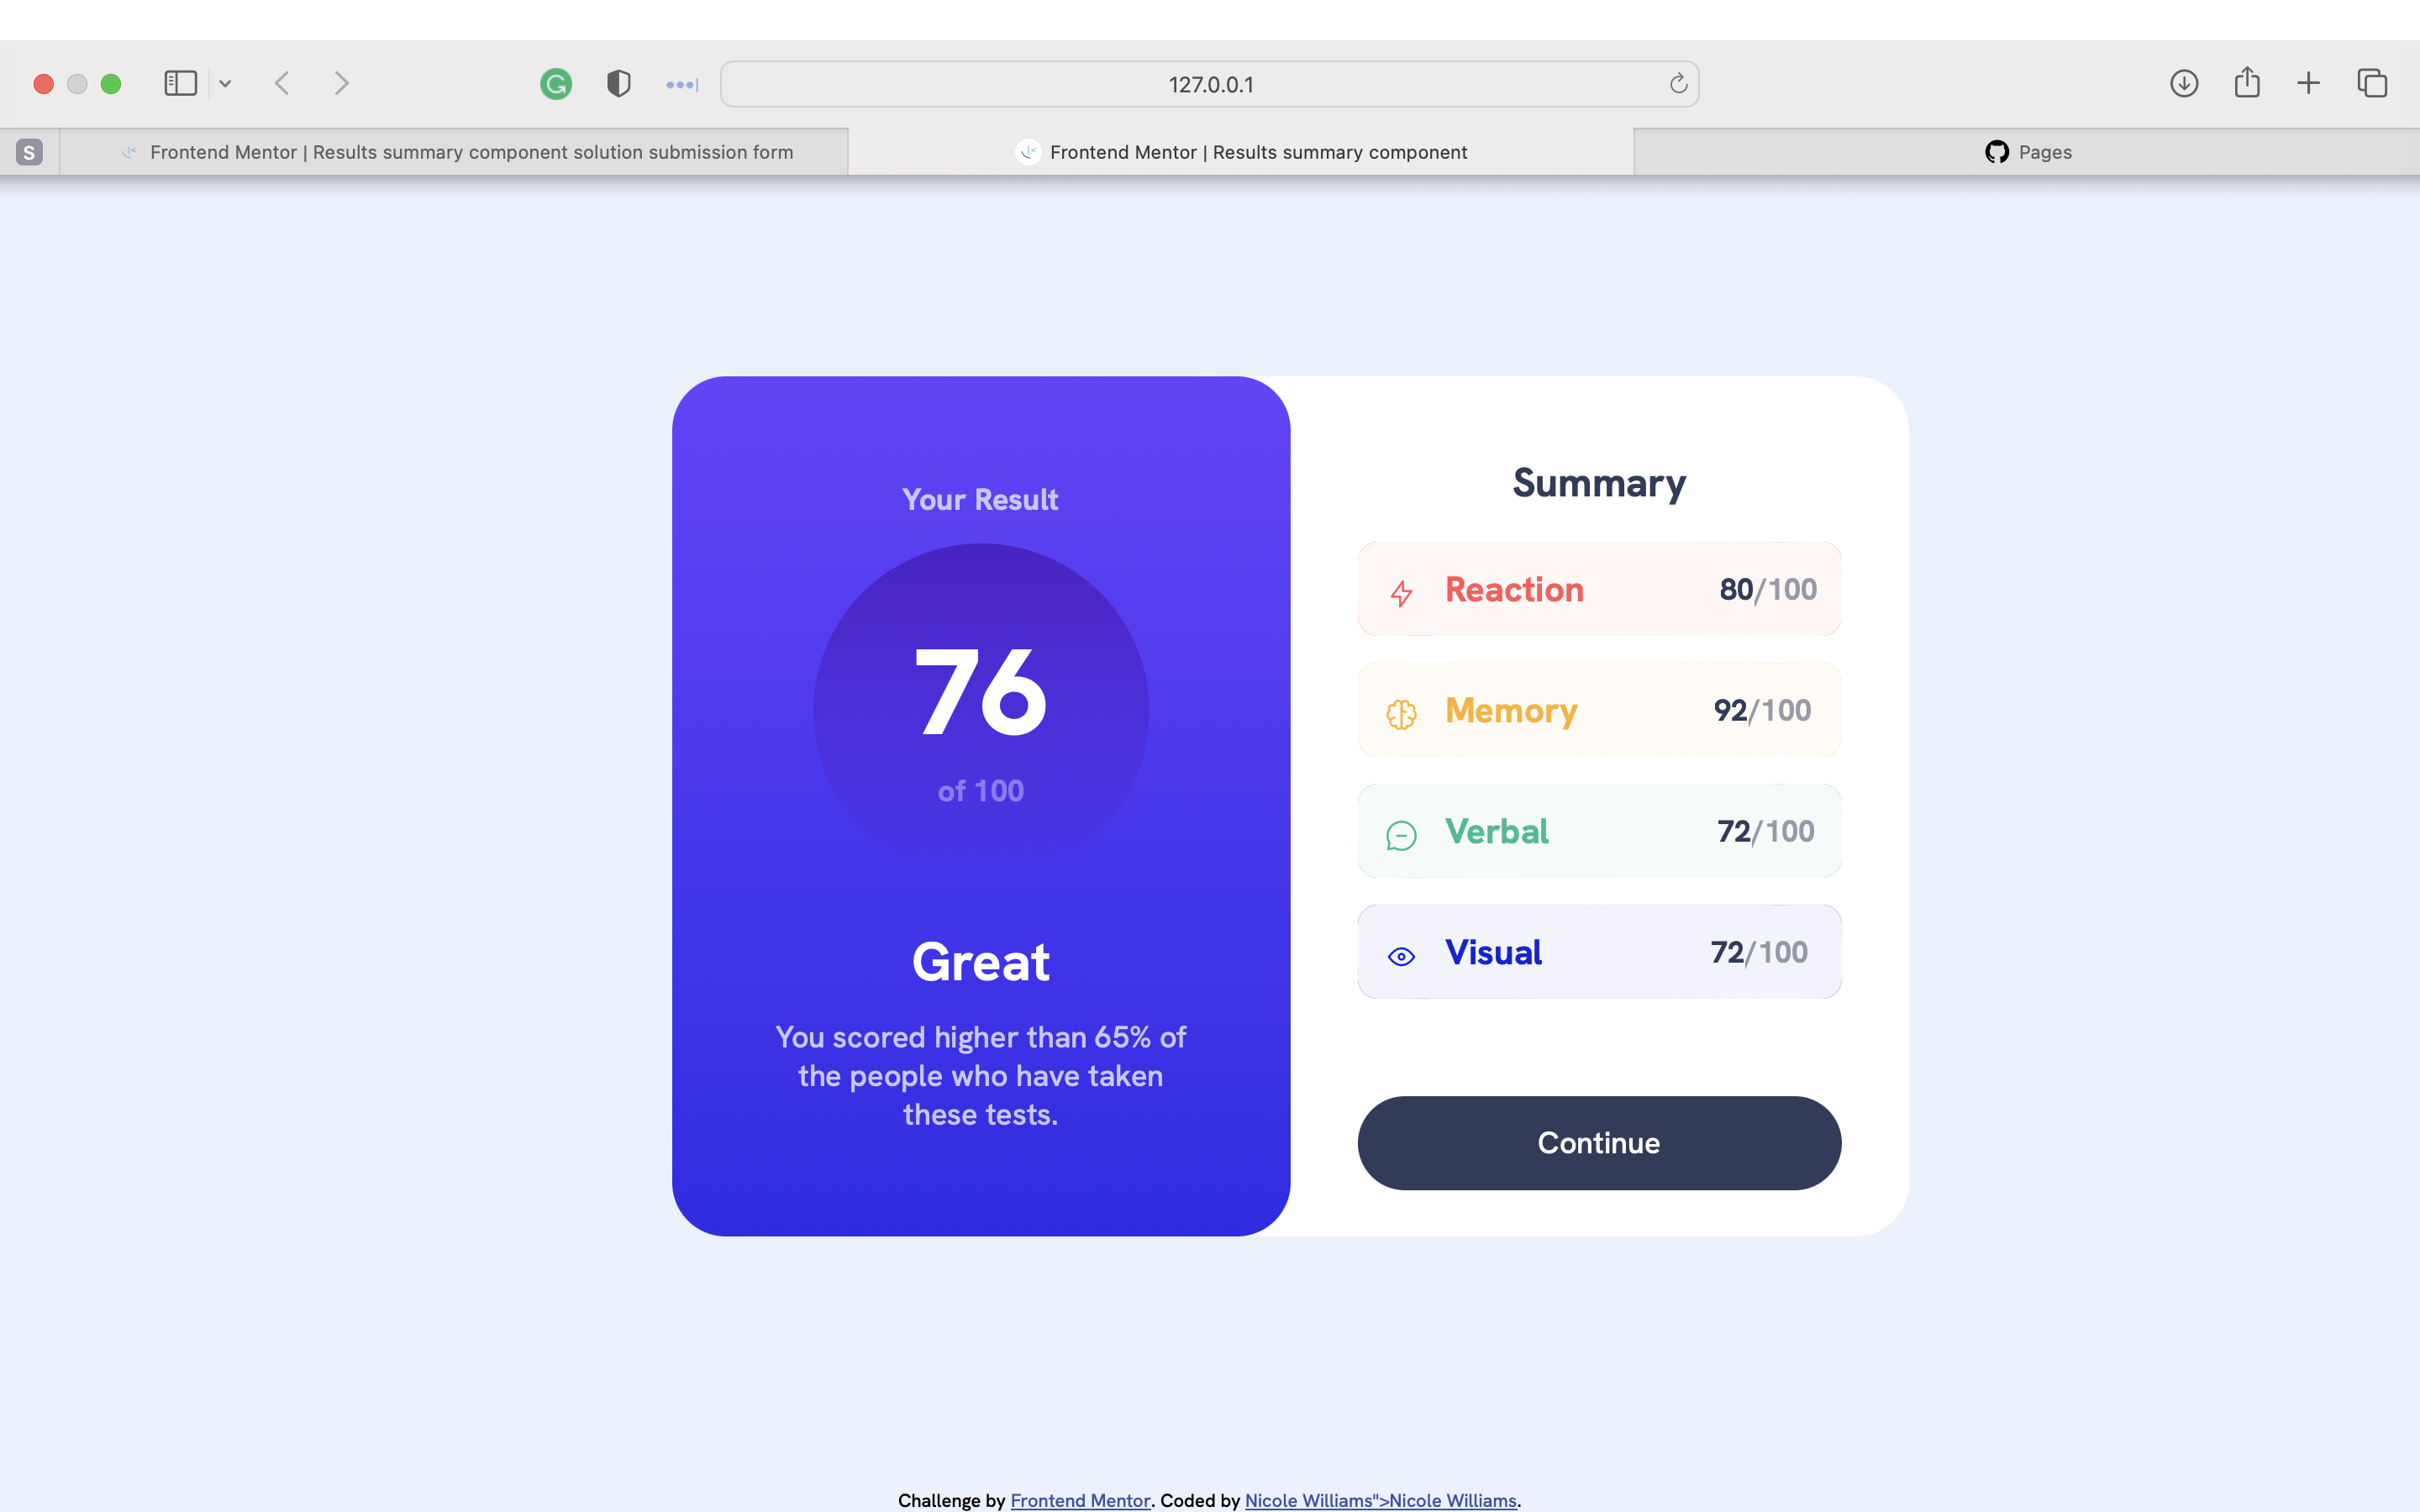 127.0.0.1
S
Frontend Mentor | Results summary component solution submission form
Frontend Mentor | Results summary component
Pages
Your Result
76
of 100
Great
You scored higher than 65% of
the people who have taken
these tests.
Summary
Reaction 80/100
Memory 92/100
Verbal 72/100
Visual 72/100
Continue
Challenge by Frontend Mentor. Coded by Nicole Williams">Nicole Williams.